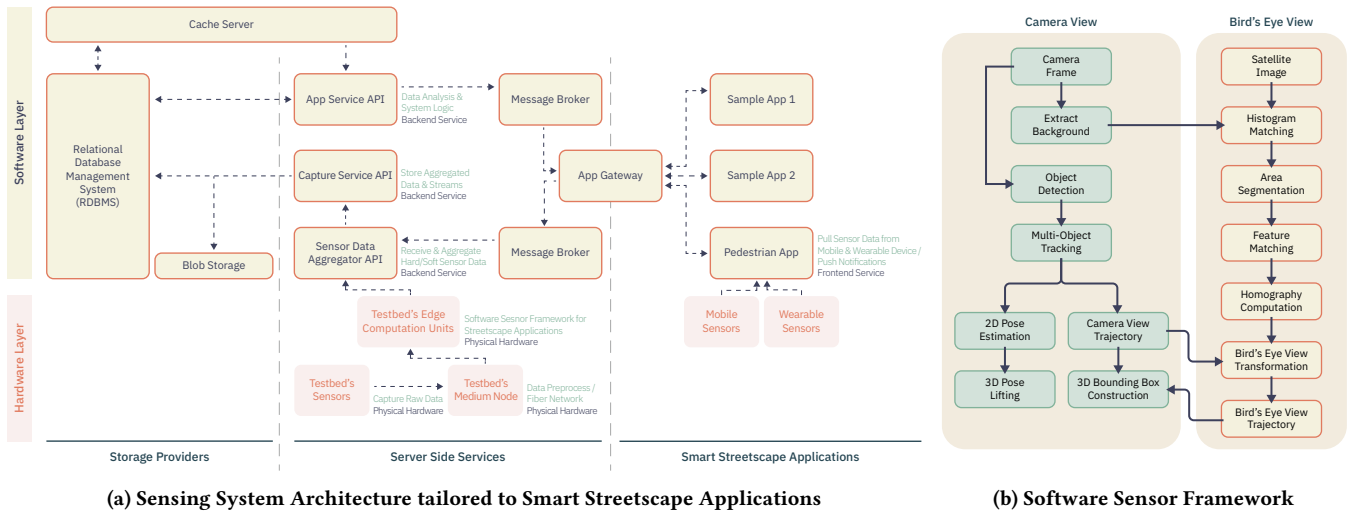 Software Layer
Hardware Layer
Cache Server
Relational
Database
Management
System
(RDBMS)
Blob Storage
App Service API
Data Analysis &
System Logic
Backend Service
Message Broker
Capture Service API
Store Aggregated
Data & Streams
Backend Service
App Gateway
Sensor Data
Aggregator API
Receive & Aggregate
Hard/Soft Sensor Data
Backend Service
Message Broker
Sample App 1
Sample App 2
Pedestrian App
Pull Sensor Data from
Mobile & Wearable Device /
Push Notifications
Frontend Service
Mobile
Sensors
Wearable
Sensors
Testbed's Edge
Computation Units
Software Sesnor Framework for
Streetscape Applications
Physical Hardware
Testbed's
Sensors
Capture Raw Data
Physical Hardware
Testbed's
Medium Node
Data Preprocess /
Fiber Network
Physical Hardware
Storage Providers
Server Side Services
Smart Streetscape Applications
(a) Sensing System Architecture tailored to Smart Streetscape Applications
Camera View
Camera
Frame
Extract
Background
Object
Detection
Multi-Object
Tracking
2D Pose
Estimation
Camera View
Trajectory
3D Pose
Lifting
3D Bounding Box
Construction
Bird's Eye View
Satellite
Image
Histogram
Matching
Area
Segmentation
Feature
Matching
Homography
Computation
Bird's Eye View
Transformation
Bird's Eye View
Trajectory
(b) Software Sensor Framework